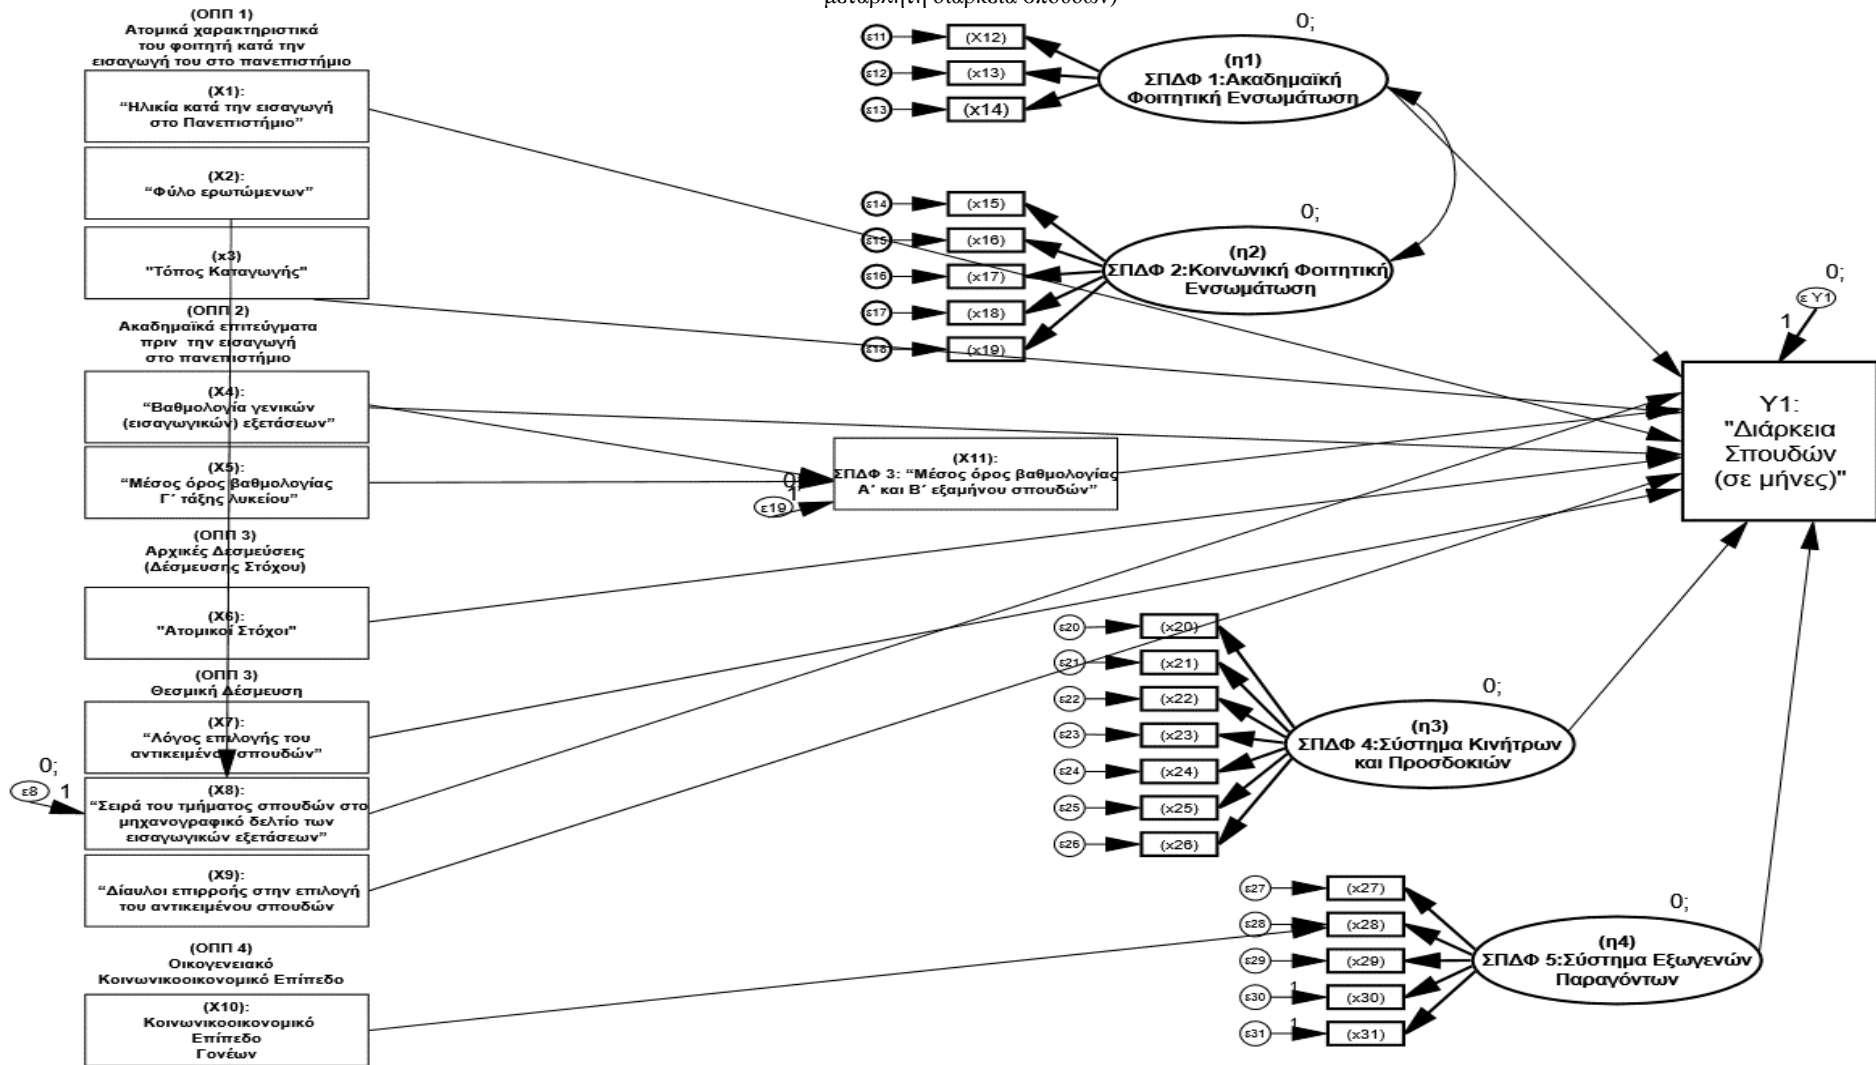 μεταβλητή διάρκεια σπουδών)
(ΟΠΠ 1)
Ατομικά χαρακτηριστικά
του φοιτητή κατά την
εισαγωγή του στο πανεπιστήμιο
(Χ1):
“Ηλικία κατά την εισαγωγή
στο Πανεπιστήμιο”
(Χ2):
“Φύλο ερωτώμενων”
(x3)
"Τόπος Καταγωγής"
(ΟΠΠ 2)
Ακαδημαϊκά επιτεύγματα
πριν την εισαγωγή
στο πανεπιστήμιο
(Χ4):
“Βαθμολογία γενικών
(εισαγωγικών) εξετάσεων”
(Χ5):
“Μέσος όρος βαθμολογίας
Γ΄ τάξης λυκείου”
(ΟΠΠ 3)
Αρχικές Δεσμεύσεις
(Δέσμευσης Στόχου)
(Χ6):
"Ατομικοί Στόχοι"
(ΟΠΠ 3)
Θεσμική Δέσμευση
(Χ7):
“Λόγος επιλογής του
αντικειμένου σπουδών”
0;
ε8
1
(Χ8):
“Σειρά του τμήματος σπουδών στο
μηχανογραφικό δελτίο των
εισαγωγικών εξετάσεων”
(Χ9):
“Δίαυλοι επιρροής στην επιλογή
του αντικειμένου σπουδών
(ΟΠΠ 4)
Οικογενειακό
Κοινωνικοοικονομικό Επίπεδο
(Χ10):
Κοινωνικοοικονομικό
Επίπεδο
Γονέων
ε11
(Χ12)
ε12
(x13)
ε13
(x14)
0;
(η1)
ΣΠΔΦ 1:Ακαδημαϊκή
Φοιτητική Ενσωμάτωση
ε14
(x15)
ε15
(x16)
ε16
(x17)
ε17
(x18)
ε18
(x19)
0;
(η2)
ΣΠΔΦ 2:Κοινωνική Φοιτητική
Ενσωμάτωση
0;
1
ε19
(Χ11):
ΣΠΔΦ 3: “Μέσος όρος βαθμολογίας
Α΄ και Β΄ εξαμήνου σπουδών”
0;
ε Υ1
1
Υ1:
"Διάρκεια
Σπουδών
(σε μήνες)"
ε20
(x20)
ε21
(x21)
ε22
(x22)
ε23
(x23)
ε24
(x24)
ε25
(x25)
ε26
(x26)
0;
(η3)
ΣΠΔΦ 4:Σύστημα Κινήτρων
και Προσδοκιών
ε27
(x27)
ε28
(x28)
ε29
(x29)
ε30
1
(x30)
ε31
1
(x31)
0;
(η4)
ΣΠΔΦ 5:Σύστημα Εξωγενών
Παραγόντων